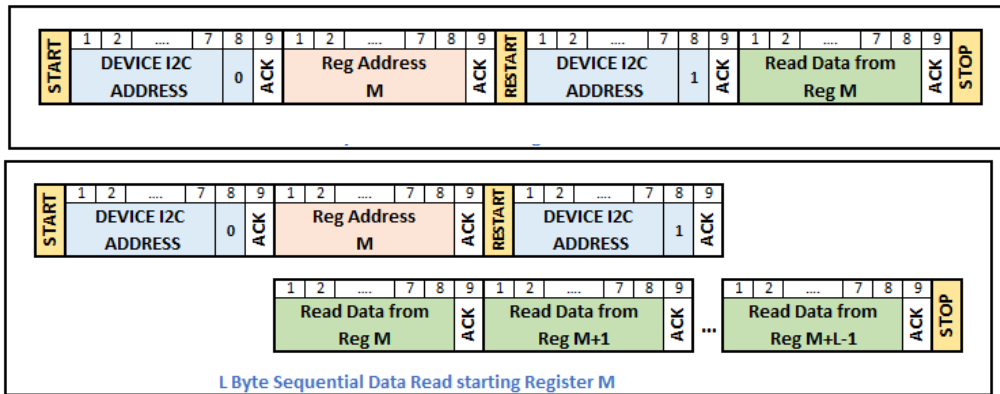 START 1 2 .... 7 8 9 1 2 .... 7 8 9 RESTART 1 2 .... 7 8 9 1 2 .... 7 8 9 STOP
DEVICE I2C ADDRESS 0 ACK Reg Address M ACK DEVICE I2C ADDRESS 1 ACK Read Data from Reg M ACK
START 1 2 .... 7 8 9 1 2 .... 7 8 9 RESTART 1 2 .... 7 8 9
DEVICE I2C ADDRESS 0 ACK Reg Address M ACK DEVICE I2C ADDRESS 1 ACK
1 2 .... 7 8 9 1 2 .... 7 8 9 1 2 .... 7 8 9 STOP
Read Data from Reg M ACK Read Data from Reg M+1 ACK ... Read Data from Reg M+L-1 ACK
L Byte Sequential Data Read starting Register M